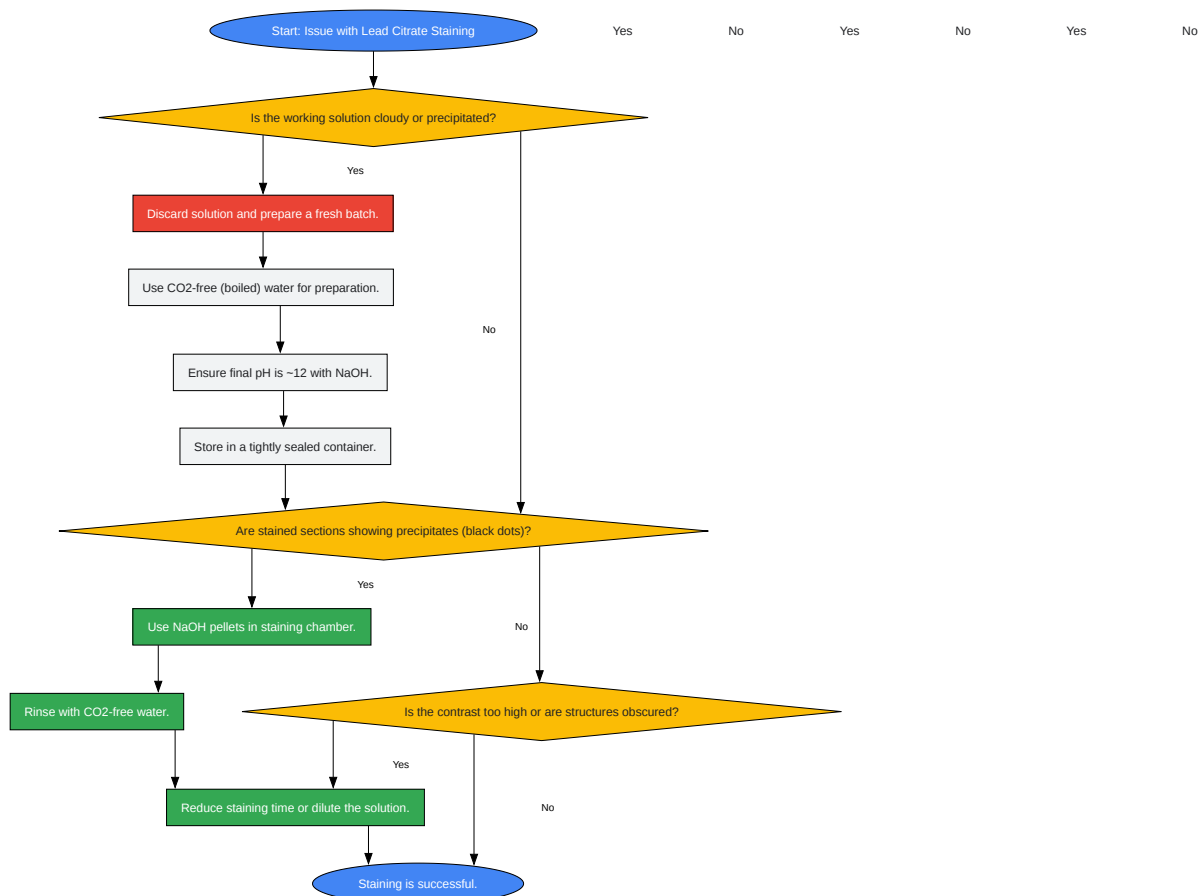 Start: Issue with Lead Citrate Staining
Yes
No
Yes
No
Yes
No
Is the working solution cloudy or precipitated?
Yes
Discard solution and prepare a fresh batch.
Use CO2-free (boiled) water for preparation.
No
Ensure final pH is ~12 with NaOH.
Store in a tightly sealed container.
Are stained sections showing precipitates (black dots)?
Yes
Use NaOH pellets in staining chamber.
No
Rinse with CO2-free water.
Is the contrast too high or are structures obscured?
Yes
Reduce staining time or dilute the solution.
No
Staining is successful.